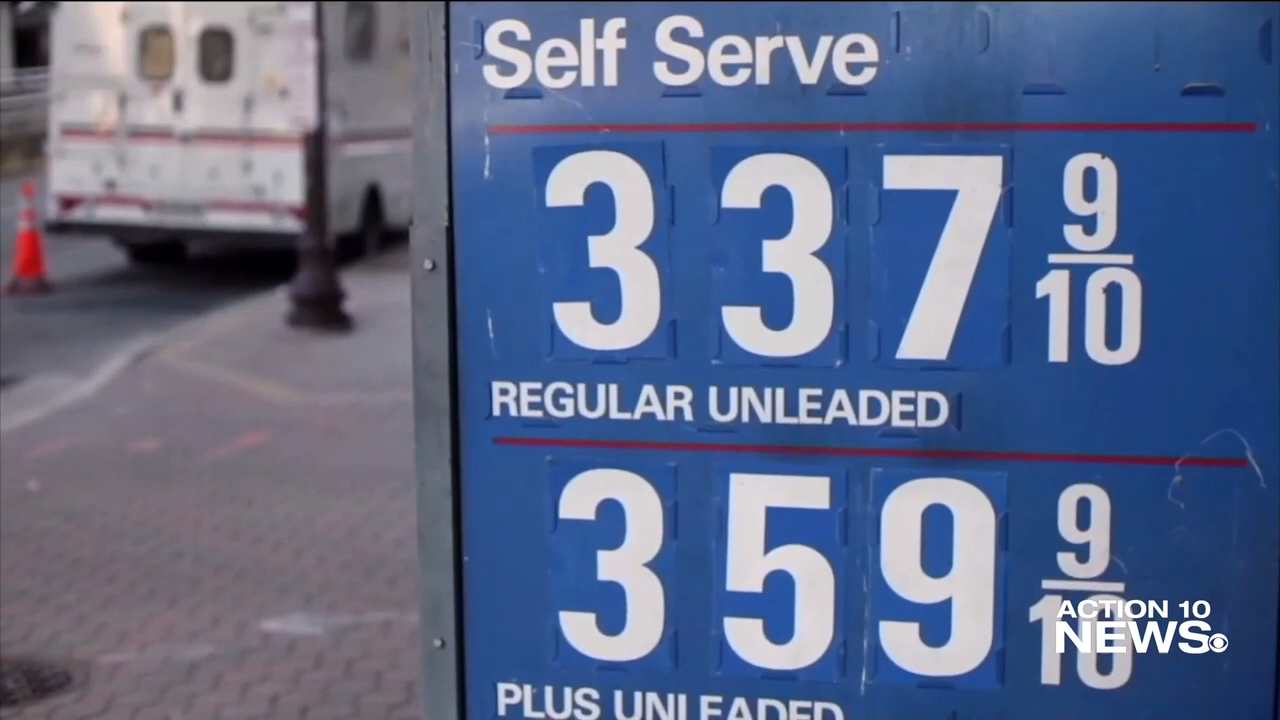 Self Serve
337 9/10
REGULAR UNLEADED
359 9/10
PLUS UNLEADED
ACTION 10
NEWS